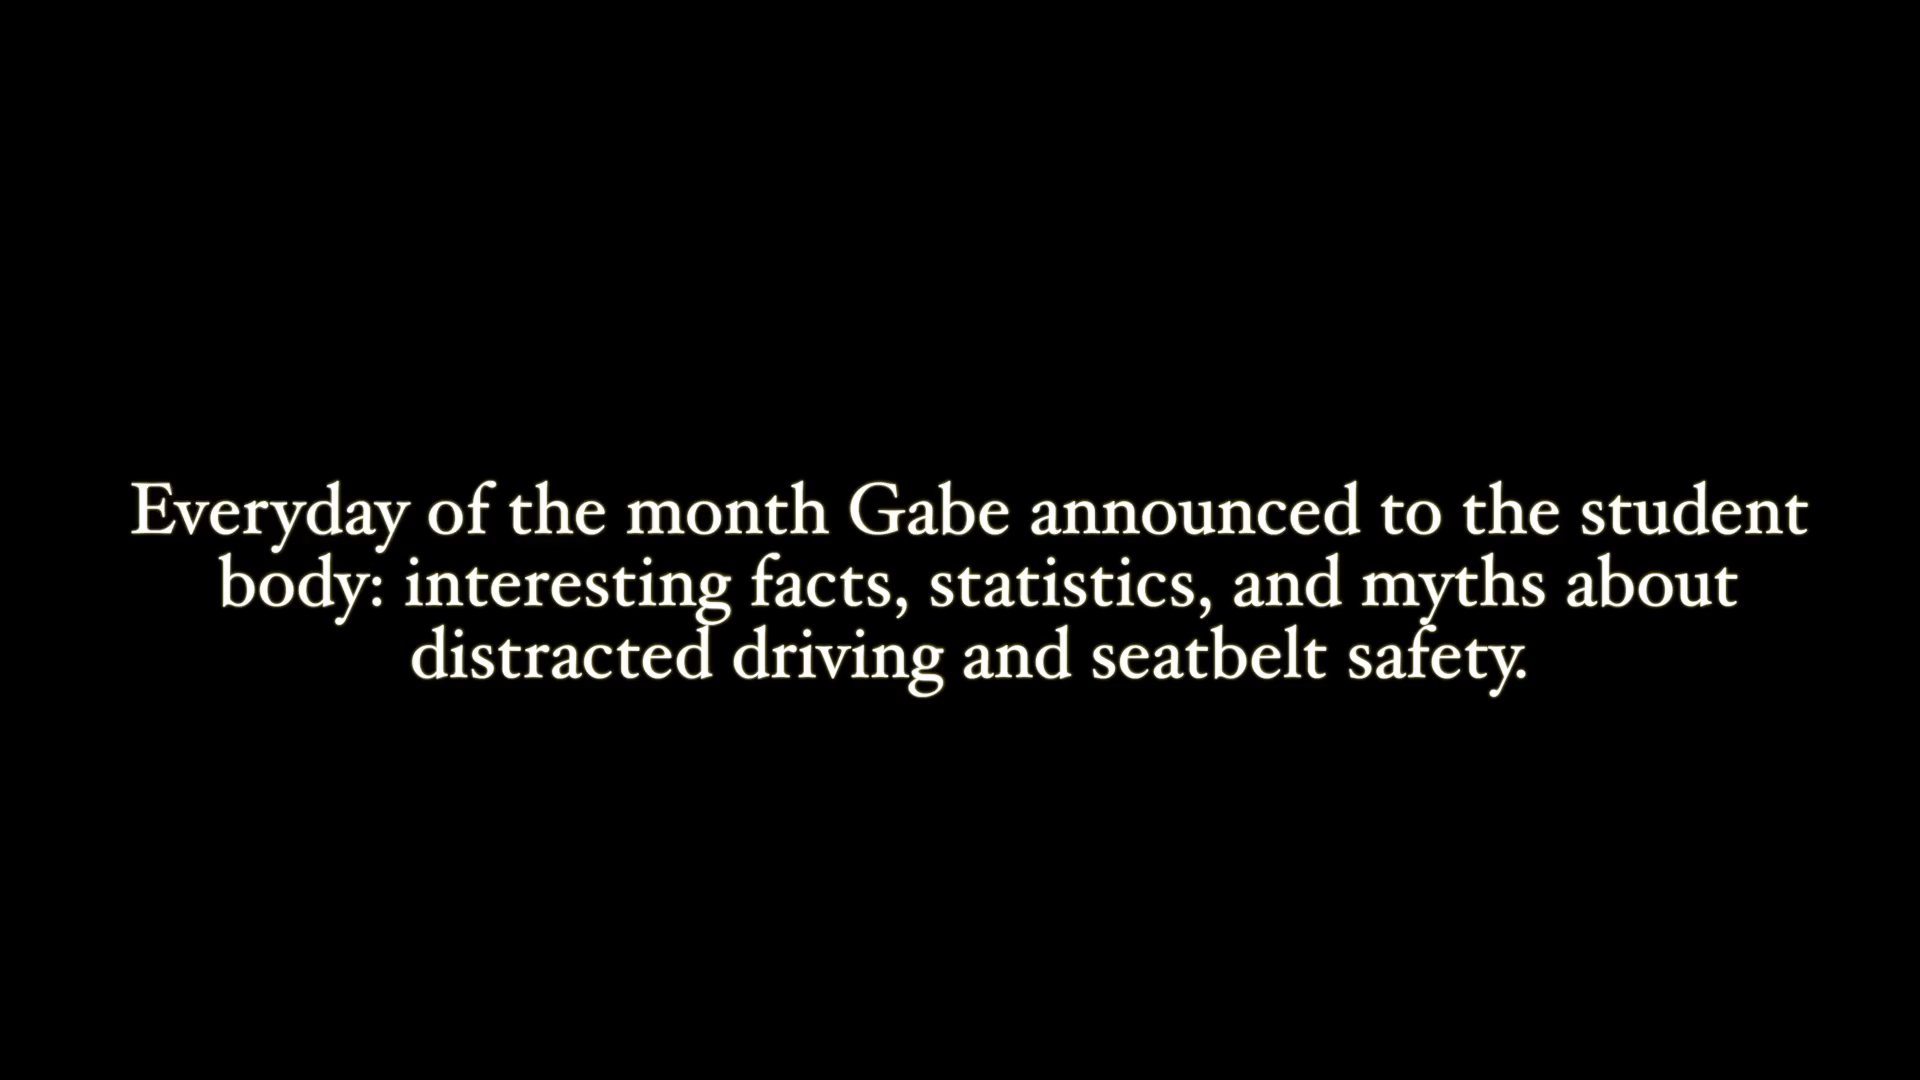 Everyday of the month Gabe announced to the student
body: interesting facts, statistics, and myths about
distracted driving and seatbelt safety.